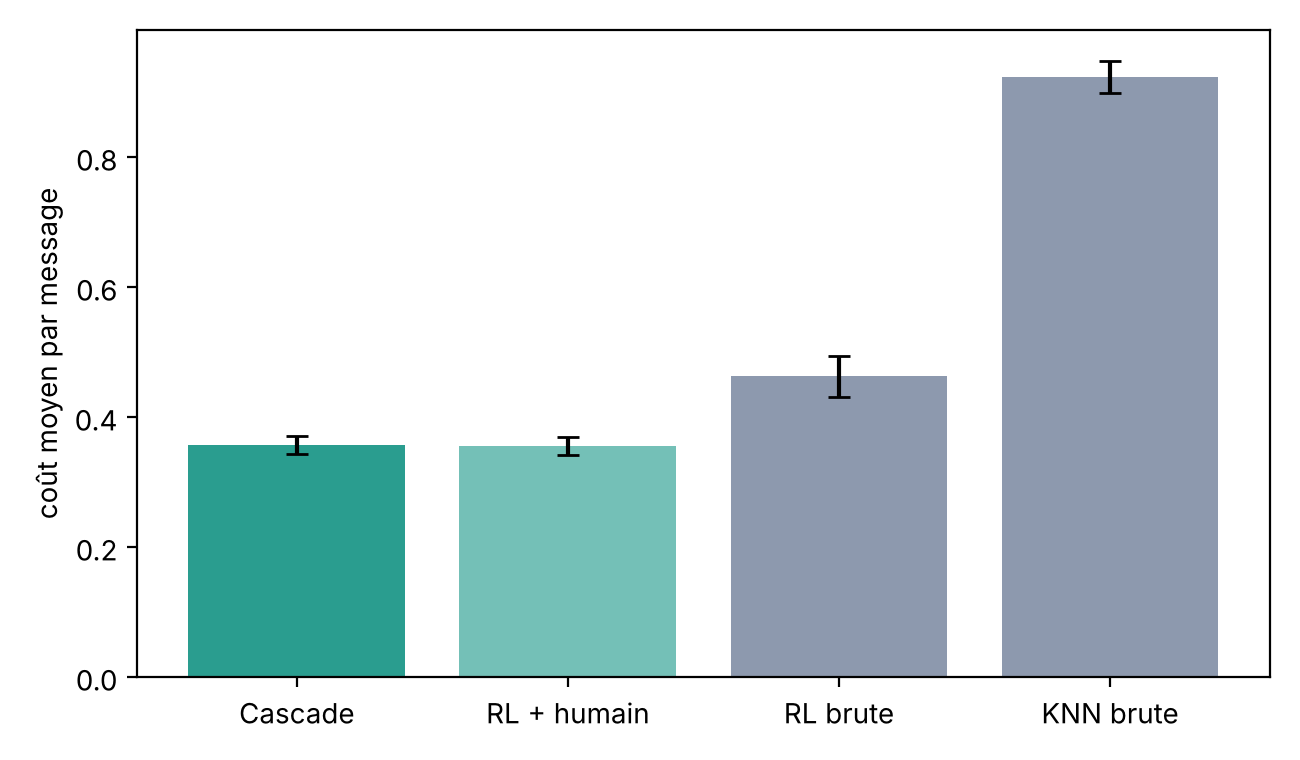 coût moyen par message
0.8
0.6
0.4
0.2
0.0
Cascade
RL + humain
RL brute
KNN brute